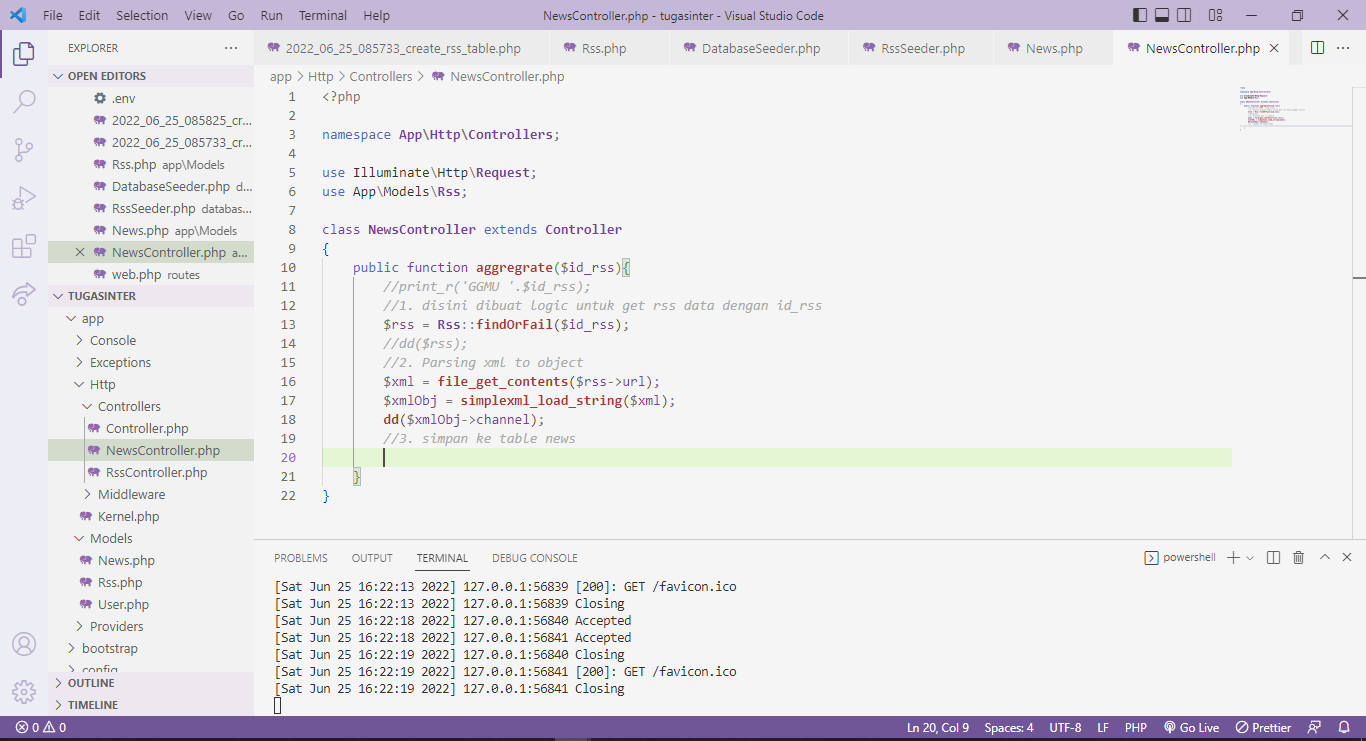 File Edit Selection View Go Run Terminal Help NewsController.php - tugasinter - Visual Studio Code
EXPLORER
OPEN EDITORS
.env
2022_06_25_085825_cr...
2022_06_25_085733_cr...
Rss.php app\Models
DatabaseSeeder.php d...
RssSeeder.php databas...
News.php app\Models
NewsController.php a...
web.php routes
TUGASINTER
app
Console
Exceptions
Http
Controllers
Controller.php
NewsController.php
RssController.php
Middleware
Kernel.php
Models
News.php
Rss.php
User.php
Providers
bootstrap
config
OUTLINE
TIMELINE
2022_06_25_085733_create_rss_table.php Rss.php DatabaseSeeder.php RssSeeder.php News.php NewsController.php
app > Http > Controllers > NewsController.php
1 <?php
2
3 namespace App\Http\Controllers;
4
5 use Illuminate\Http\Request;
6 use App\Models\Rss;
7
8 class NewsController extends Controller
9 {
10 public function aggregrate($id_rss){
11 //print_r('GGMU '.$id_rss);
12 //1. disini dibuat logic untuk get rss data dengan id_rss
13 $rss = Rss::findOrFail($id_rss);
14 //dd($rss);
15 //2. Parsing xml to object
16 $xml = file_get_contents($rss->url);
17 $xmlObj = simplexml_load_string($xml);
18 dd($xmlObj->channel);
19 //3. simpan ke table news
20
21 }
22 }
PROBLEMS OUTPUT TERMINAL DEBUG CONSOLE powershell
[Sat Jun 25 16:22:13 2022] 127.0.0.1:56839 [200]: GET /favicon.ico
[Sat Jun 25 16:22:13 2022] 127.0.0.1:56839 Closing
[Sat Jun 25 16:22:18 2022] 127.0.0.1:56840 Accepted
[Sat Jun 25 16:22:18 2022] 127.0.0.1:56841 Accepted
[Sat Jun 25 16:22:19 2022] 127.0.0.1:56840 Closing
[Sat Jun 25 16:22:19 2022] 127.0.0.1:56841 [200]: GET /favicon.ico
[Sat Jun 25 16:22:19 2022] 127.0.0.1:56841 Closing
0 0 Ln 20, Col 9 Spaces: 4 UTF-8 LF PHP Go Live Prettier